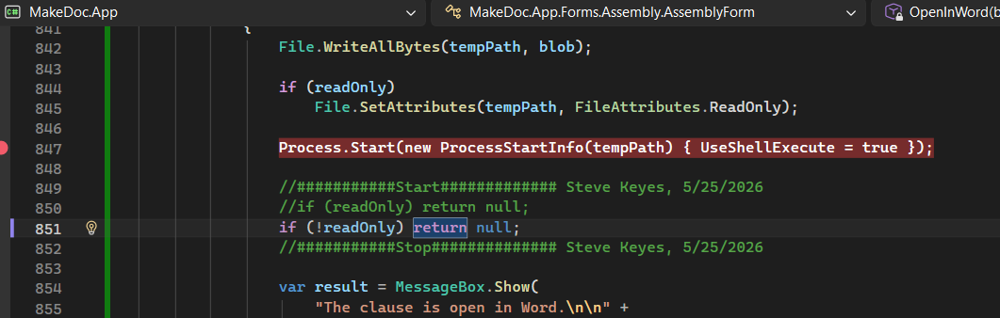 MakeDoc.App MakeDoc.App.Forms.Assembly.AssemblyForm OpenInWord(b
841 {
842 File.WriteAllBytes(tempPath, blob);
843
844 if (readOnly)
845 File.SetAttributes(tempPath, FileAttributes.ReadOnly);
846
847 Process.Start(new ProcessStartInfo(tempPath) { UseShellExecute = true });
848
849 //###########Start############# Steve Keyes, 5/25/2026
850 //if (readOnly) return null;
851 if (!readOnly) return null;
852 //###########Stop############## Steve Keyes, 5/25/2026
853
854 var result = MessageBox.Show(
855 "The clause is open in Word.\n\n" +